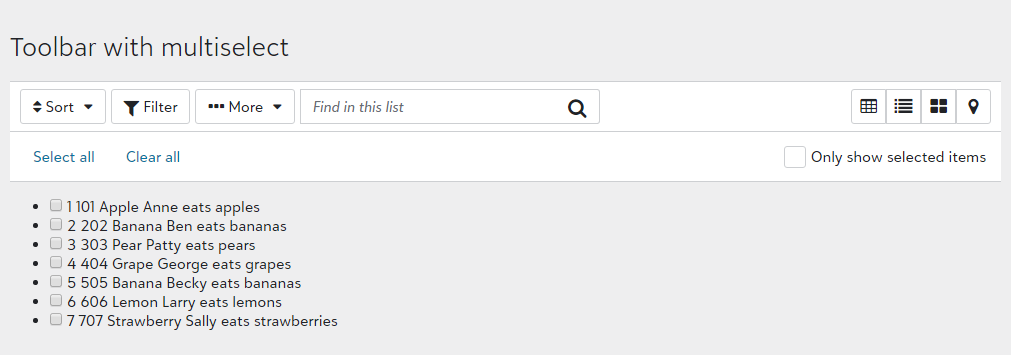 Toolbar with multiselect
Sort Filter More Find in this list
Select all Clear all Only show selected items
1 101 Apple Anne eats apples
2 202 Banana Ben eats bananas
3 303 Pear Patty eats pears
4 404 Grape George eats grapes
5 505 Banana Becky eats bananas
6 606 Lemon Larry eats lemons
7 707 Strawberry Sally eats strawberries